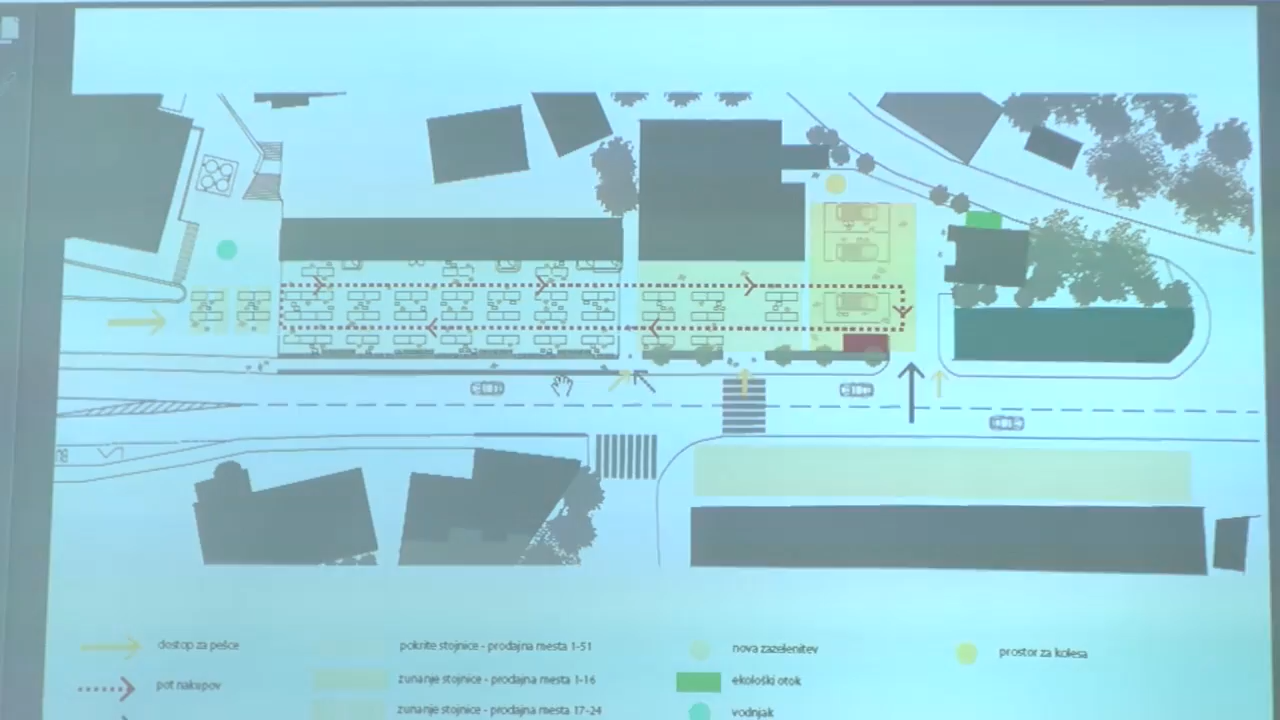 dostop za pešce
pokrite stojnice - prodajna mesta 1-51
nova zazelenitev
prostor za kolesa
pot nakupov
zunanje stojnice - prodajna mesta 1-16
ekološki otok
zunanje stojnice - prodajna mesta 17-24
vodnjak